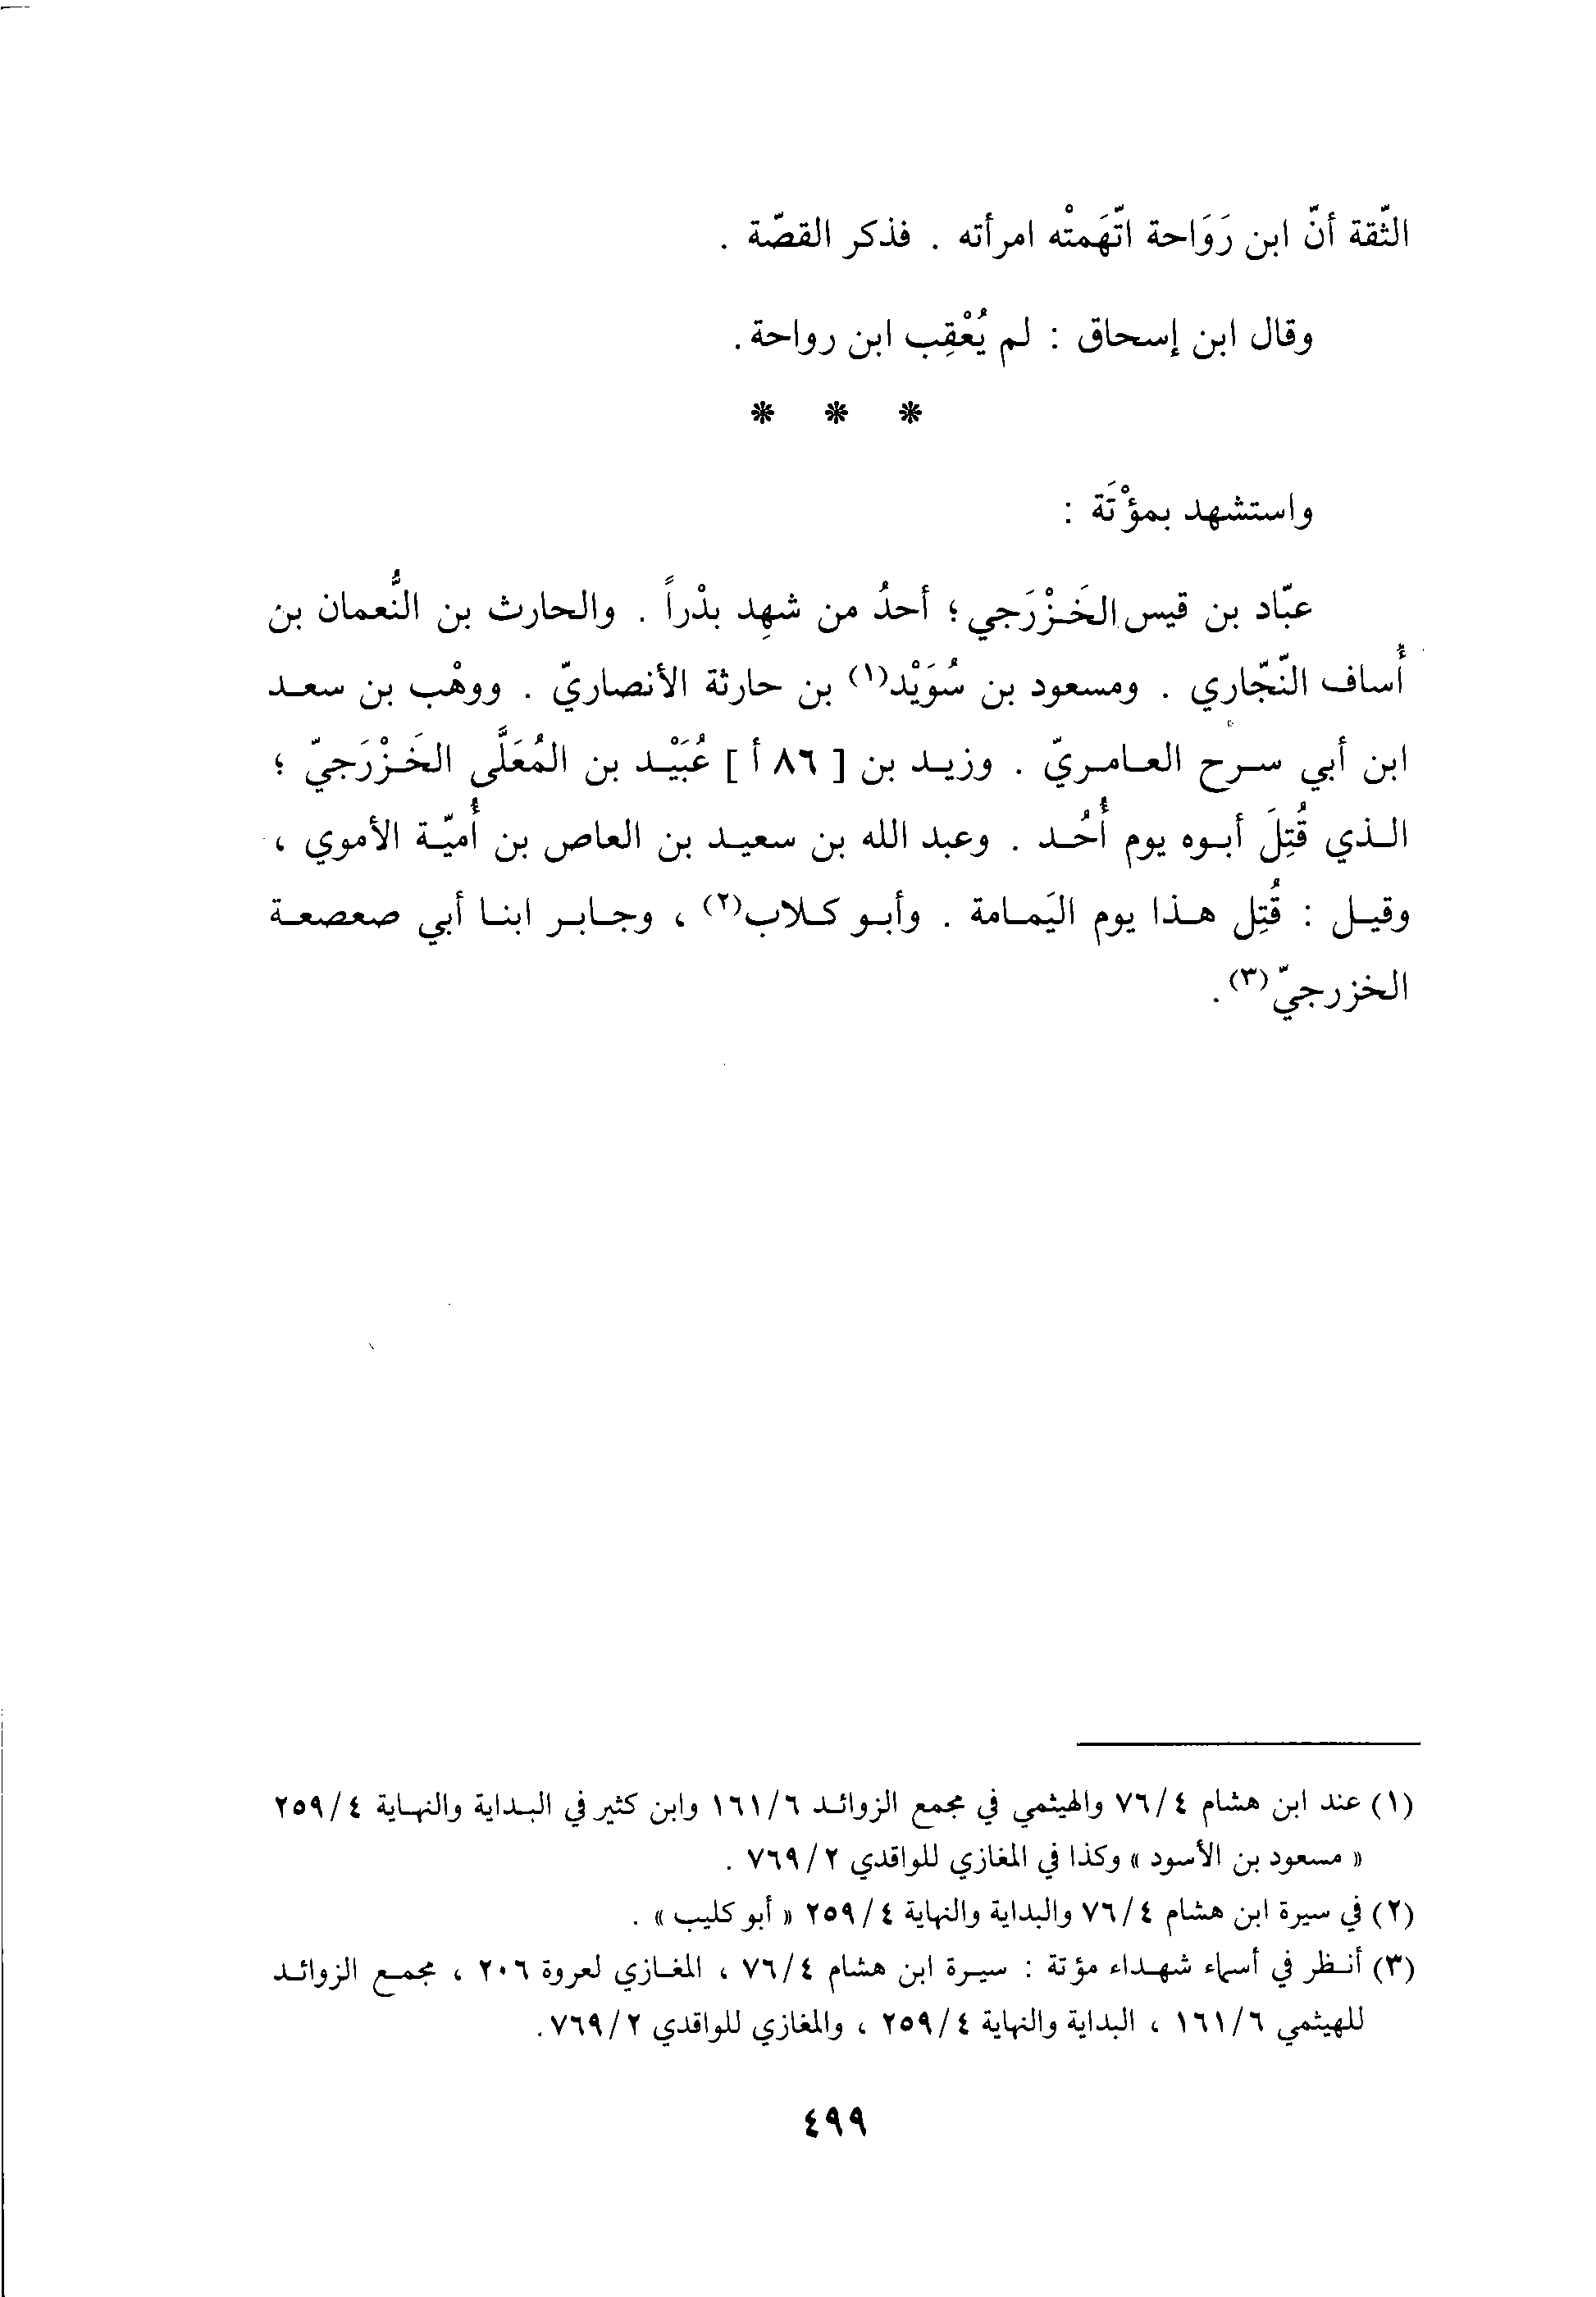 الثّقة أنّ ابن رَوَاحة اتّهَمتْه امرأته . فذكر القصّة .
وقال ابن إسحاق : لم يُعْقِب ابن رواحة .
* * *
واستشهد بمؤْتَة :
عبّاد بن قيس الخَزْرَجي ؛ أحدُ من شهِد بدْراً . والحارث بن النُّعمان بن
أُساف النّجّاري . ومسعود بن سُوَيْد(١) بن حارثة الأنصاريّ . ووهْب بن سعد
ابن أبي سرح العامريّ . وزيد بن [ ٨٦ أ ] عُبَيْد بن المُعَلَّى الخَزْرَجيّ ؛
الذي قُتِلَ أبوه يوم أُحُد . وعبد الله بن سعيد بن العاص بن أُميّة الأموي ،
وقيل : قُتِل هذا يوم اليَمامة . وأبو كلاب(٢) ، وجابر ابنا أبي صعصعة
الخزرجيّ(٣) .
(١) عند ابن هشام ٤/ ٧٦ والهيثمي في مجمع الزوائد ٦/ ١٦١ وابن كثير في البداية والنهاية ٤/ ٢٥٩
« مسعود بن الأسود » وكذا في المغازي للواقدي ٢/ ٧٦٩ .
(٢) في سيرة ابن هشام ٤/ ٧٦ والبداية والنهاية ٤/ ٢٥٩ « أبو كليب » .
(٣) أنظر في أسماء شهداء مؤتة : سيرة ابن هشام ٤/ ٧٦ ، المغازي لعروة ٢٠٦ ، مجمع الزوائد
للهيثمي ٦/ ١٦١ ، البداية والنهاية ٤/ ٢٥٩ ، والمغازي للواقدي ٢/ ٧٦٩ .
٤٩٩